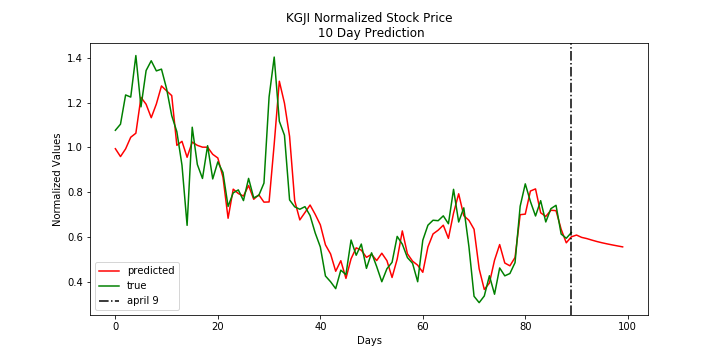 KGJI Normalized Stock Price
10 Day Prediction
Normalized Values
1.4
1.2
1.0
0.8
0.6
0.4
predicted
true
april 9
0 20 40 60 80 100
Days